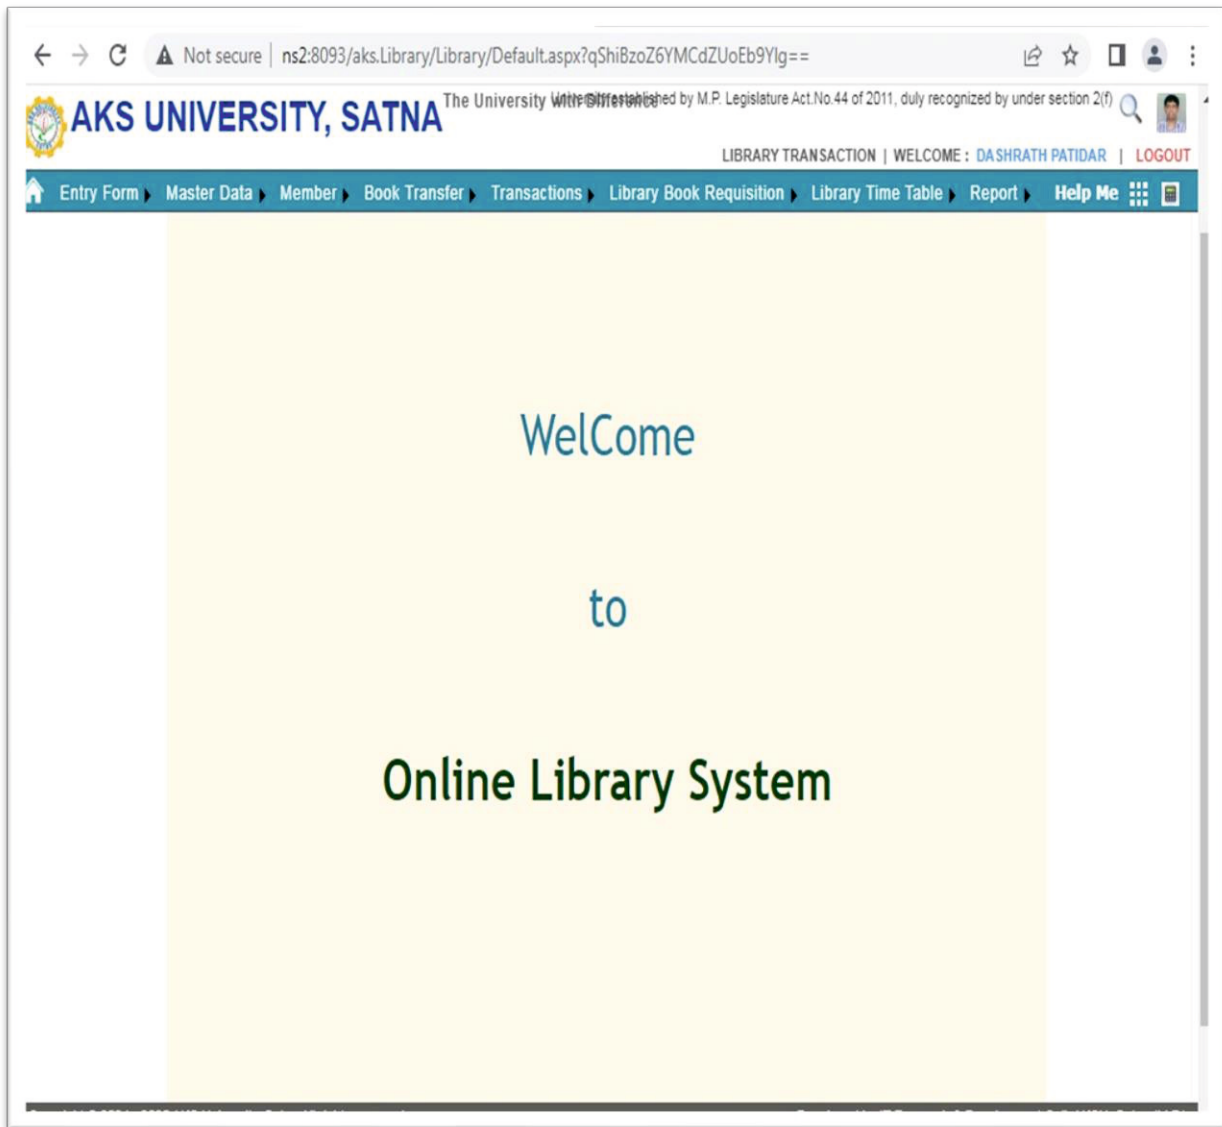 Not secure | ns2:8093/aks.Library/Library/Default.aspx?qShiBzoZ6YMCdZUoEb9Ylg==
AKS UNIVERSITY, SATNA
The University With Difference
University established by M.P. Legislature Act.No.44 of 2011, duly recognized by under section 2(f)
LIBRARY TRANSACTION | WELCOME : DASHRATH PATIDAR | LOGOUT
Entry Form Master Data Member Book Transfer Transactions Library Book Requisition Library Time Table Report Help Me
WelCome
to
Online Library System